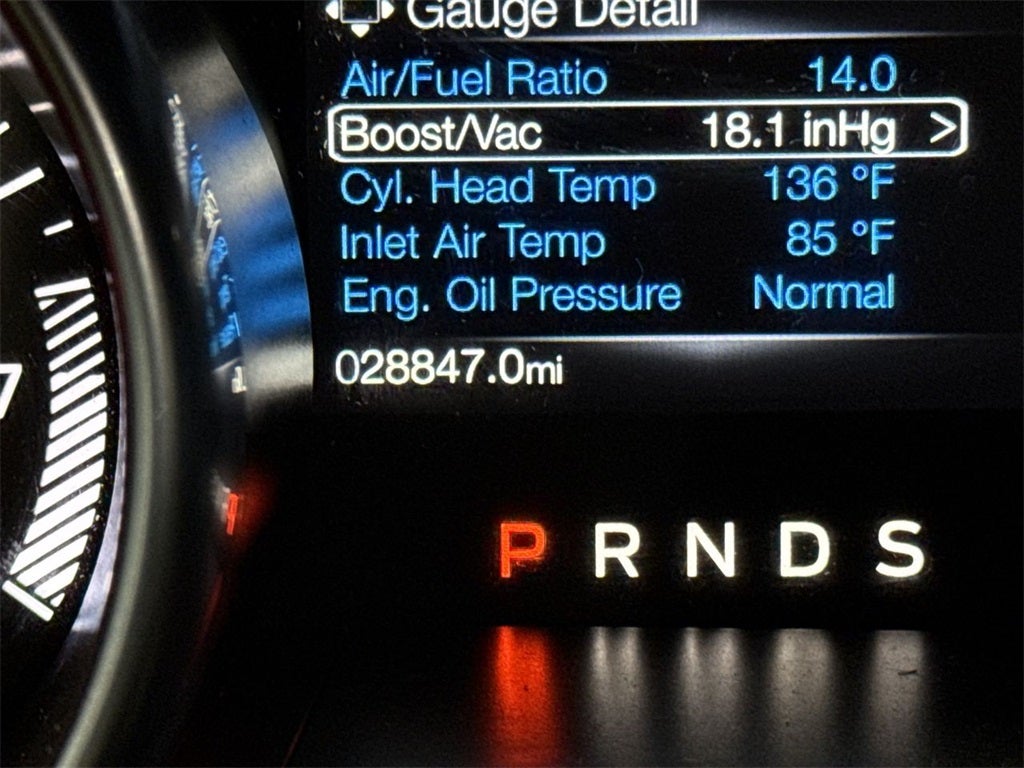 Gauge Detail
Air/Fuel Ratio 14.0
Boost/Vac 18.1 inHg >
Cyl. Head Temp 136 °F
Inlet Air Temp 85 °F
Eng. Oil Pressure Normal
028847.0mi
7
P R N D S